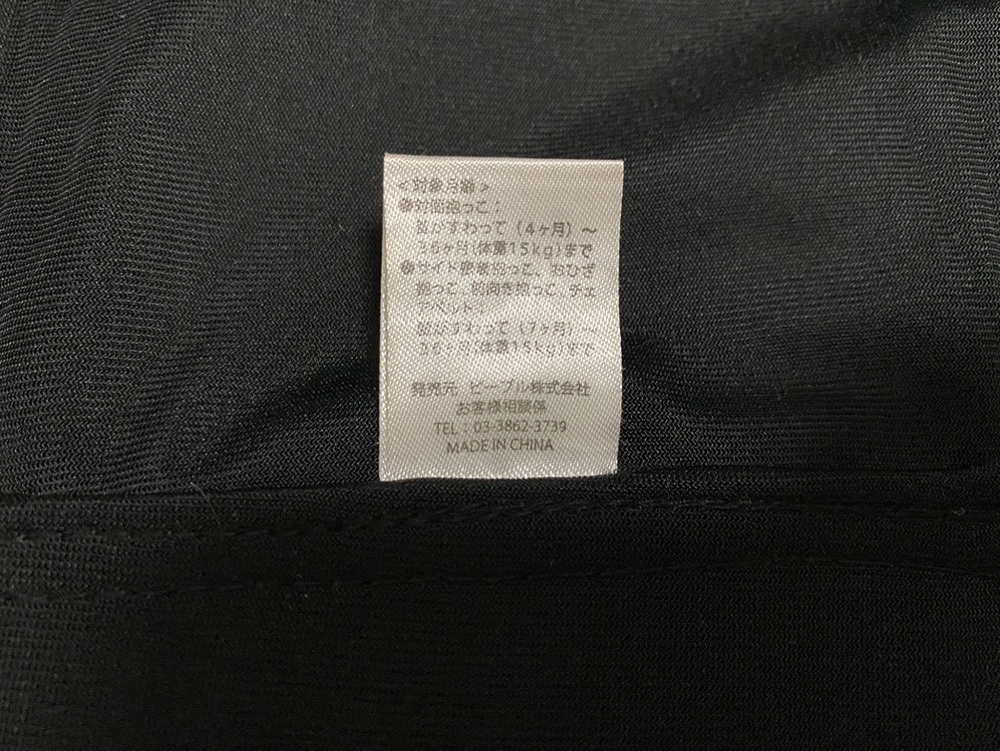 <対象月齢>
●対面抱っこ：
首がすわって（4ヶ月）〜
36ヶ月(体重15kg)まで
●サイド密着抱っこ、おひざ
抱っこ、前向き抱っこ、チェ
アベルト：
首がすわって（7ヶ月）〜
36ヶ月(体重15kg)まで
発売元 ピープル株式会社
お客様相談係
TEL：03-3862-3739
MADE IN CHINA